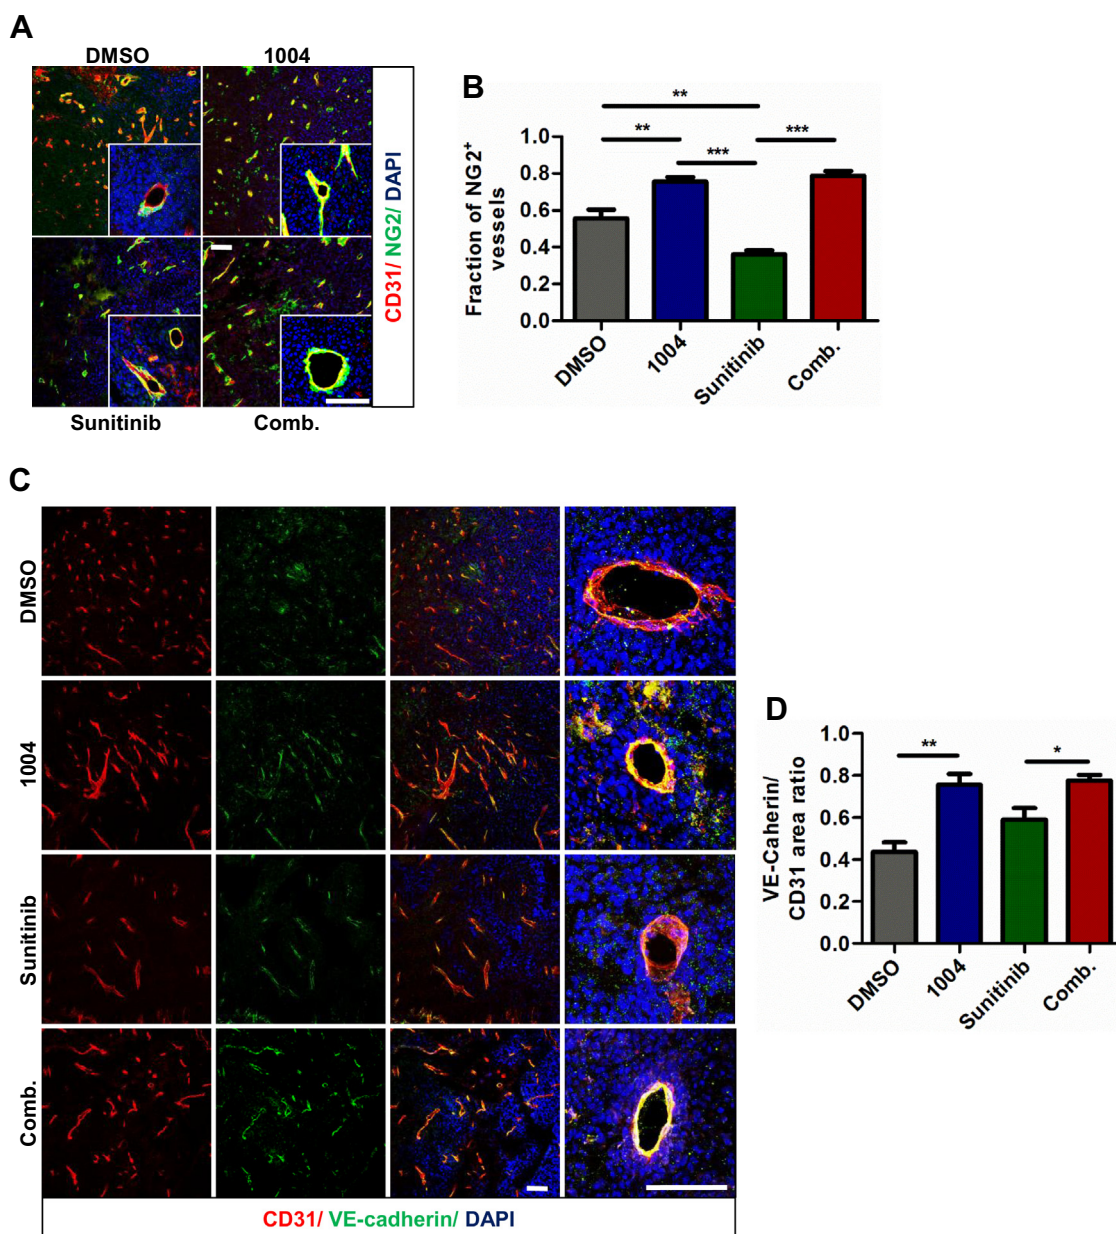 A
DMSO 1004
CD31/ NG2/ DAPI
Sunitinib Comb.
B
** 
** ***
***
Fraction of NG2+
vessels
1.0
0.8
0.6
0.4
0.2
0.0
DMSO 1004 Sunitinib Comb.
C
DMSO
1004
Sunitinib
Comb.
CD31/ VE-cadherin/ DAPI
D
** *
VE-Caherin/
CD31 area ratio
1.0
0.8
0.6
0.4
0.2
0.0
DMSO 1004 Sunitinib Comb.